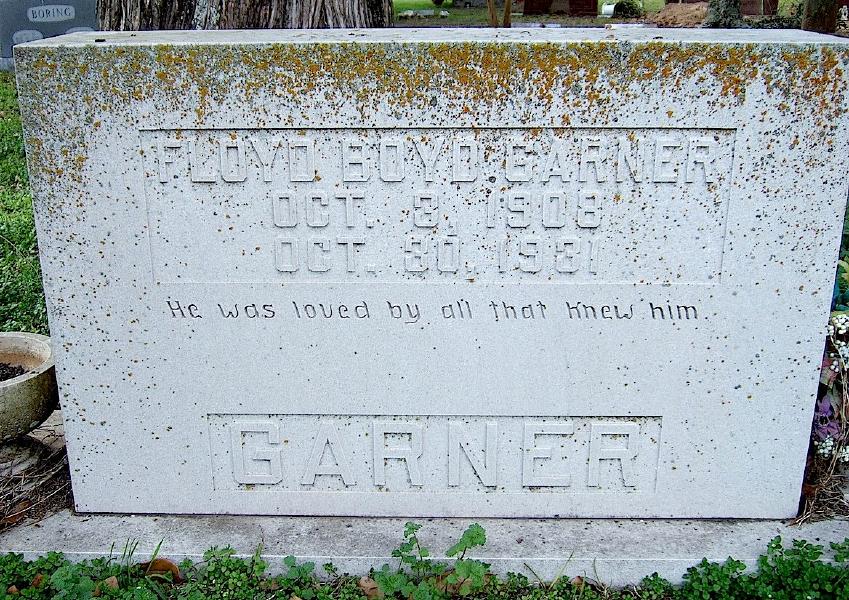 BORING
FLOYD BOYD GARNER
OCT. 3, 1908
OCT. 30, 1931
He was loved by all that knew him
GARNER